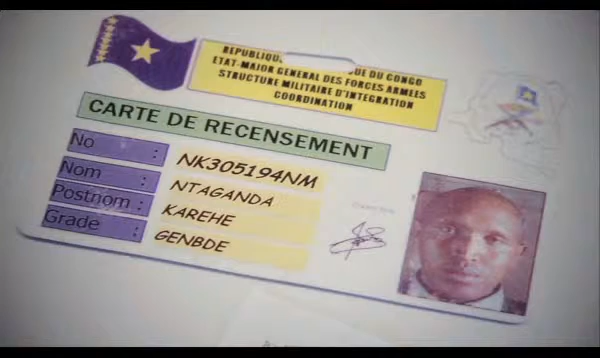 REPUBLIQUE UE DU CONGO
ETAT-MAJOR GENERAL DES FORCES ARMEES
STRUCTURE MILITAIRE D'INTEGRATION
COORDINATION
CARTE DE RECENSEMENT
No : NK305194NM
Nom : NTAGANDA
Postnom : KAREHE
Grade : GENBDE